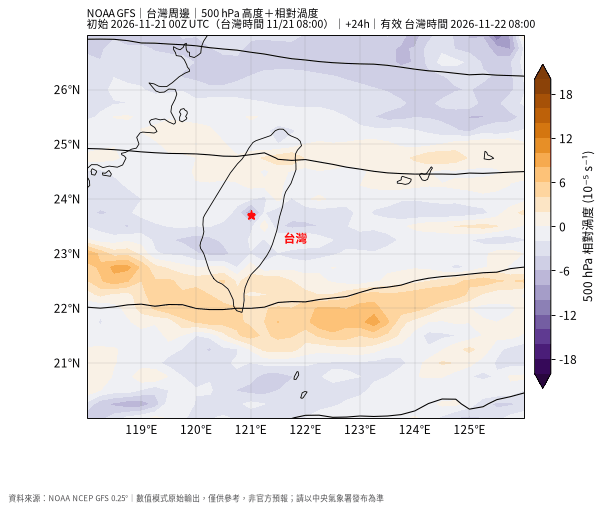 NOAA GFS｜台灣周邊｜500 hPa 高度＋相對渦度
初始 2026-11-21 00Z UTC（台灣時間 11/21 08:00）｜+24h｜有效 台灣時間 2026-11-22 08:00
26°N
25°N
24°N
23°N
22°N
21°N
台灣
119°E 120°E 121°E 122°E 123°E 124°E 125°E
18
12
6
0
-6
-12
-18
500 hPa 相對渦度 (10⁻⁵ s⁻¹)
資料來源：NOAA NCEP GFS 0.25°｜數值模式原始輸出，僅供參考，非官方預報；請以中央氣象署發布為準